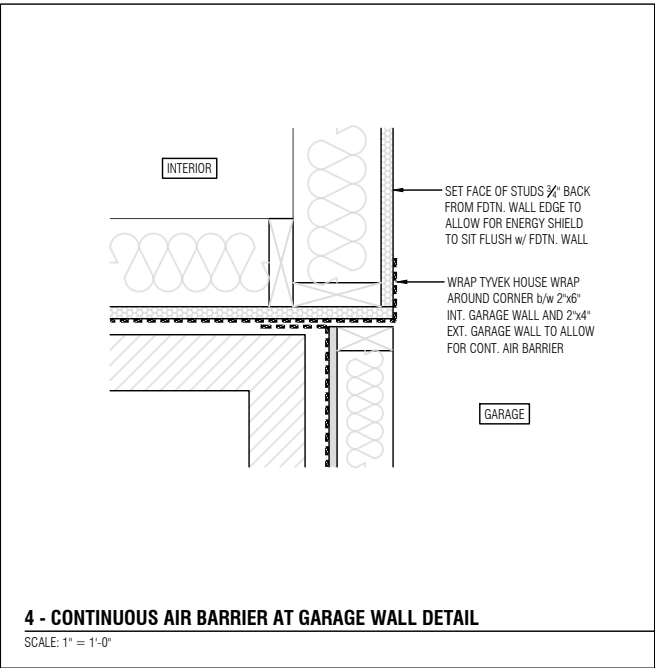 INTERIOR
SET FACE OF STUDS ¾" BACK
FROM FDTN. WALL EDGE TO
ALLOW FOR ENERGY SHIELD
TO SIT FLUSH w/ FDTN. WALL
WRAP TYVEK HOUSE WRAP
AROUND CORNER b/w 2"x6"
INT. GARAGE WALL AND 2"x4"
EXT. GARAGE WALL TO ALLOW
FOR CONT. AIR BARRIER
GARAGE
4 - CONTINUOUS AIR BARRIER AT GARAGE WALL DETAIL
SCALE: 1" = 1'-0"